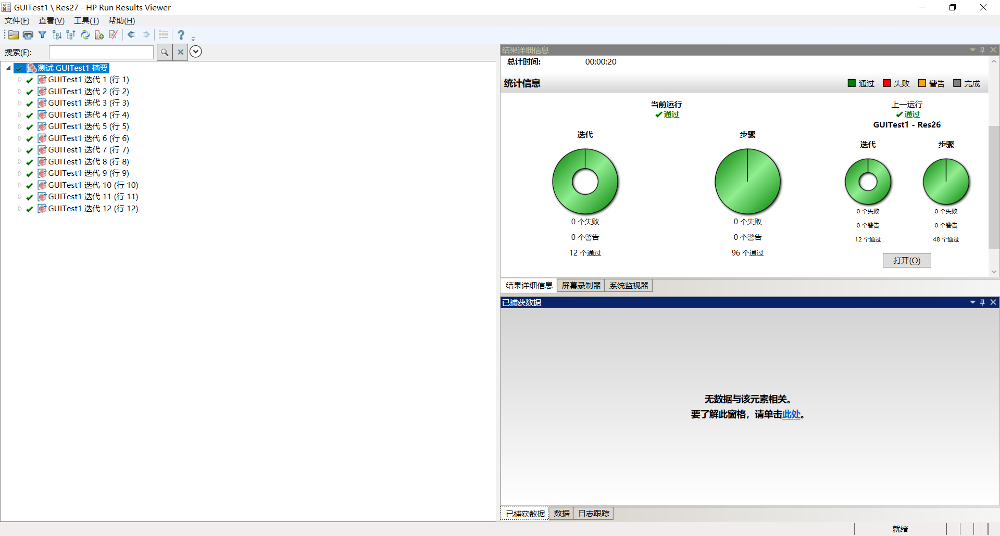 GUITest1 \ Res27 - HP Run Results Viewer
文件(F) 查看(V) 工具(T) 帮助(H)
搜索(E):
测试 GUITest1 摘要
GUITest1 迭代 1 (行 1)
GUITest1 迭代 2 (行 2)
GUITest1 迭代 3 (行 3)
GUITest1 迭代 4 (行 4)
GUITest1 迭代 5 (行 5)
GUITest1 迭代 6 (行 6)
GUITest1 迭代 7 (行 7)
GUITest1 迭代 8 (行 8)
GUITest1 迭代 9 (行 9)
GUITest1 迭代 10 (行 10)
GUITest1 迭代 11 (行 11)
GUITest1 迭代 12 (行 12)
结果详细信息
总计时间: 00:00:20
统计信息 通过 失败 警告 完成
当前运行
通过
迭代 步骤
0 个失败 0 个失败
0 个警告 0 个警告
12 个通过 96 个通过
上一运行
通过
GUITest1 - Res26
迭代 步骤
0 个失败 0 个失败
0 个警告 0 个警告
12 个通过 48 个通过
打开(O)
结果详细信息 屏幕录制器 系统监视器
已捕获数据
无数据与该元素相关。
要了解此窗格，请单击此处。
已捕获数据 数据 日志跟踪
就绪